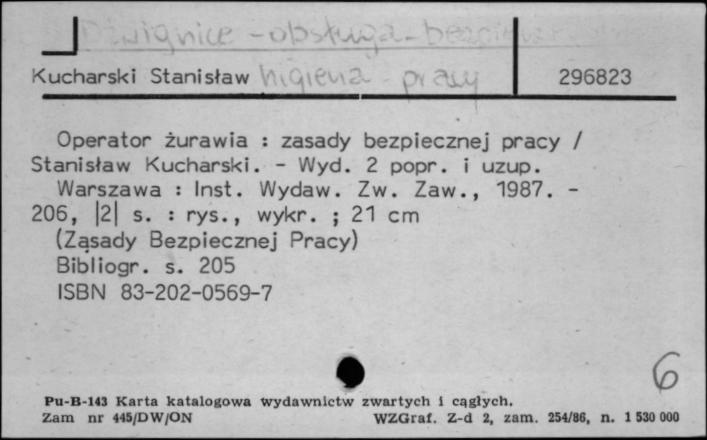 Dźwignice - obsługa - bezpieczeństwo
Kucharski Stanisław higiena pracy 296823
Operator żurawia : zasady bezpiecznej pracy /
Stanisław Kucharski. - Wyd. 2 popr. i uzup.
Warszawa : Inst. Wydaw. Zw. Zaw., 1987. -
206, |2| s. : rys., wykr. ; 21 cm
(Zasady Bezpiecznej Pracy)
Bibliogr. s. 205
ISBN 83-202-0569-7
6
Pu-B-143 Karta katalogowa wydawnictw zwartych i ciągłych.
Zam nr 445/DW/ON WZGraf. Z-d 2, zam. 254/86, n. 1 530 000